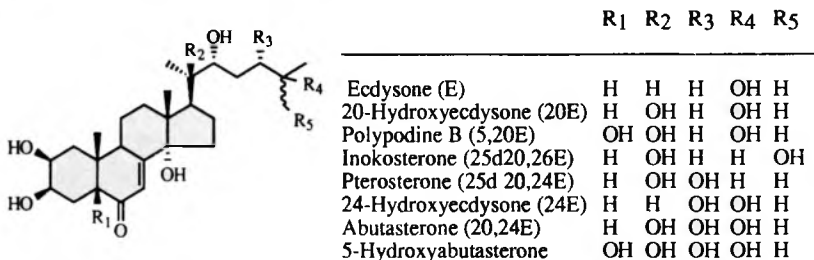 R1 R2 R3 R4 R5
OH
R3
R2
R4
R5
HO
HO
OH
R1
O
Ecdysone (E) H H H OH H
20-Hydroxyecdysone (20E) H OH H OH H
Polypodine B (5,20E) OH OH H OH H
Inokosterone (25d20,26E) H OH H H OH
Pterosterone (25d 20,24E) H OH OH H H
24-Hydroxyecdysone (24E) H H OH OH H
Abutasterone (20,24E) H OH OH OH H
5-Hydroxyabutasterone OH OH OH OH H